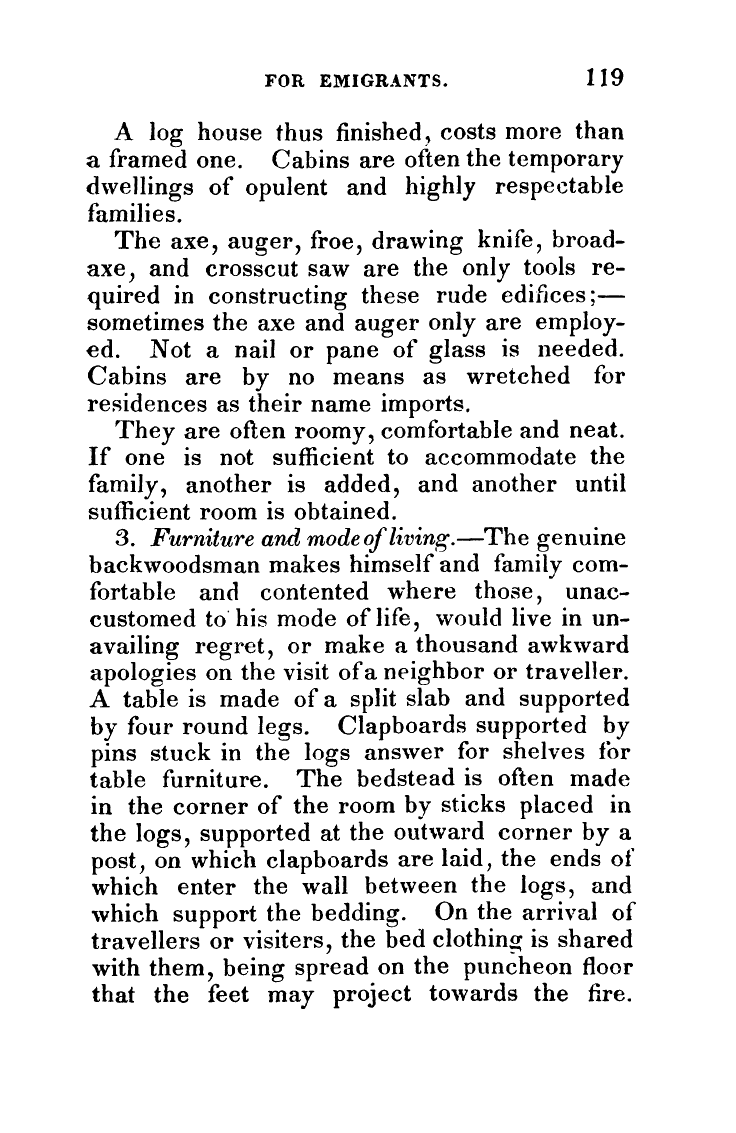 FOR EMIGRANTS. 119
A log house thus finished, costs more than
a framed one. Cabins are often the temporary
dwellings of opulent and highly respectable
families.
The axe, auger, froe, drawing knife, broad-
axe, and crosscut saw are the only tools re-
quired in constructing these rude edifices;—
sometimes the axe and auger only are employ-
ed. Not a nail or pane of glass is needed.
Cabins are by no means as wretched for
residences as their name imports.
They are often roomy, comfortable and neat.
If one is not sufficient to accommodate the
family, another is added, and another until
sufficient room is obtained.
3. Furniture and mode of living.—The genuine
backwoodsman makes himself and family com-
fortable and contented where those, unac-
customed to his mode of life, would live in un-
availing regret, or make a thousand awkward
apologies on the visit of a neighbor or traveller.
A table is made of a split slab and supported
by four round legs. Clapboards supported by
pins stuck in the logs answer for shelves for
table furniture. The bedstead is often made
in the corner of the room by sticks placed in
the logs, supported at the outward corner by a
post, on which clapboards are laid, the ends of
which enter the wall between the logs, and
which support the bedding. On the arrival of
travellers or visiters, the bed clothing is shared
with them, being spread on the puncheon floor
that the feet may project towards the fire.